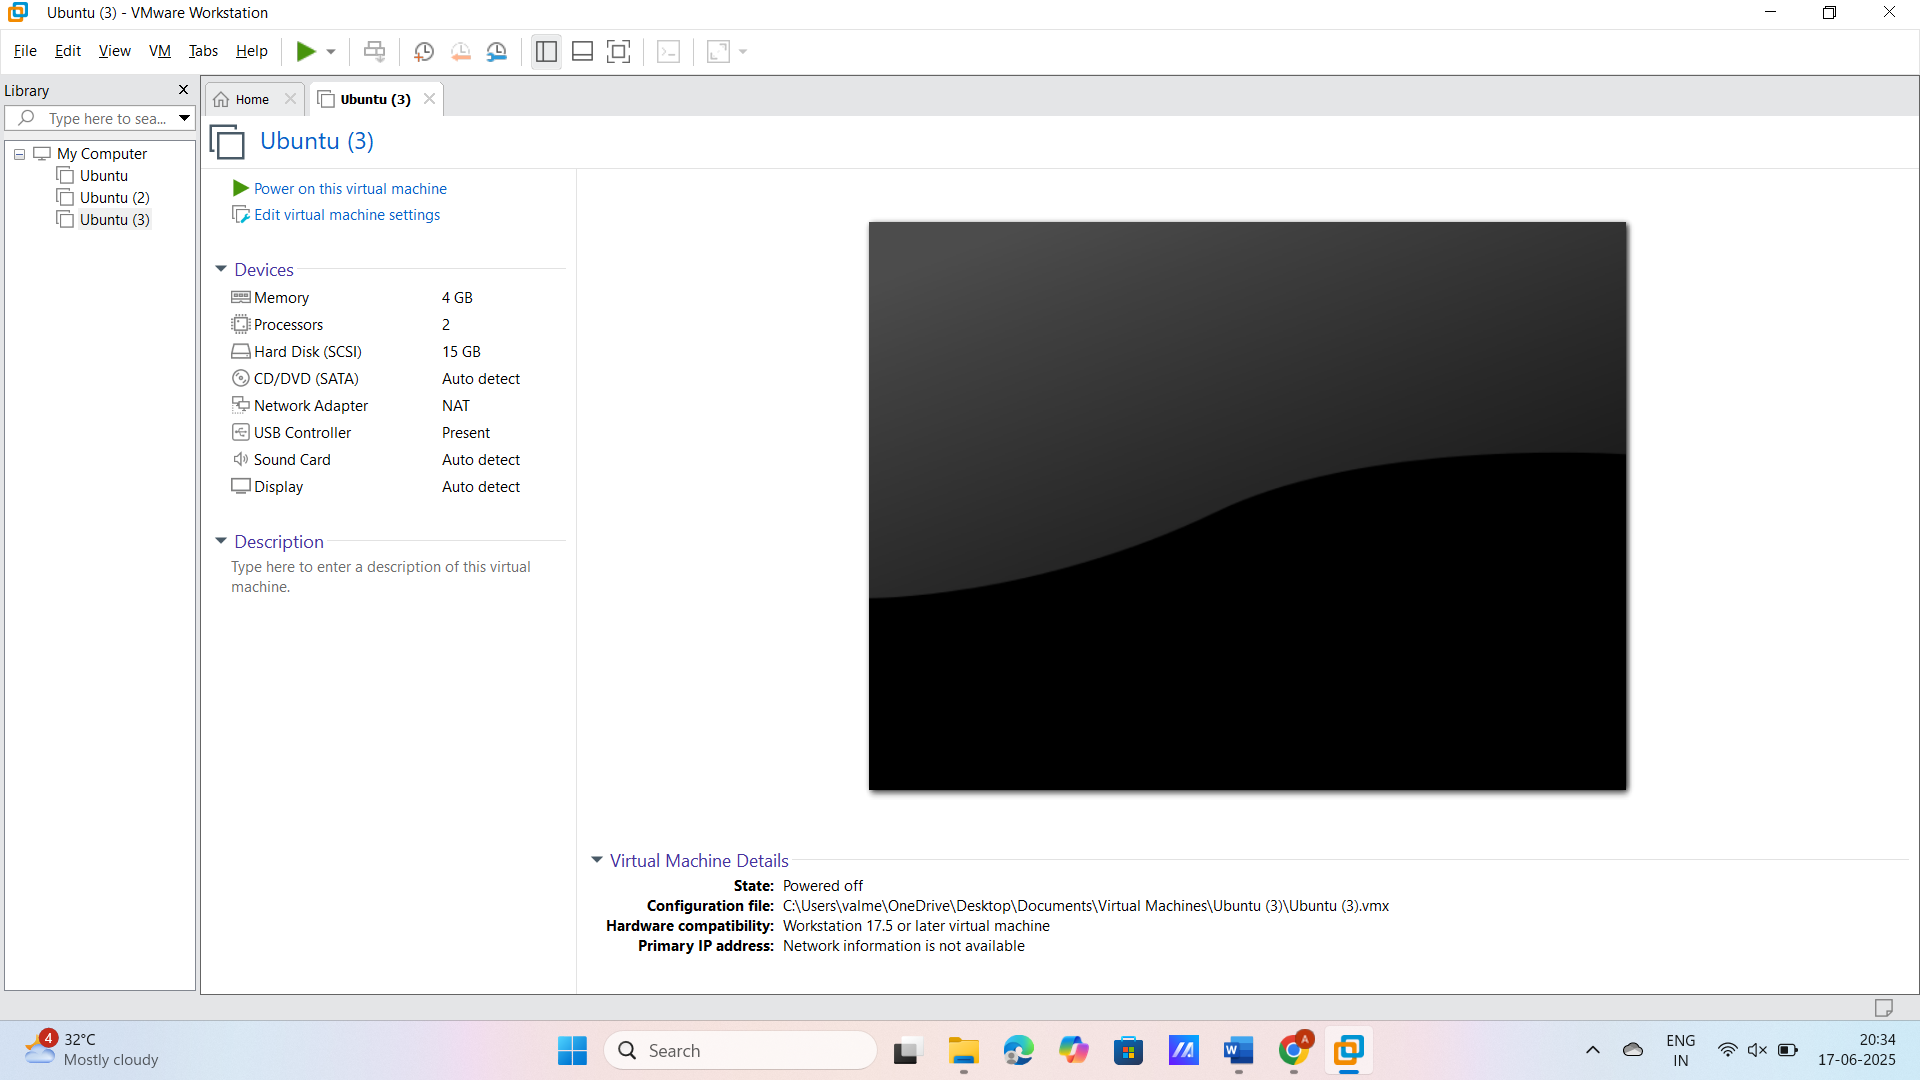 Ubuntu (3) - VMware Workstation
File Edit View VM Tabs Help
Library
Home
Ubuntu (3)
Type here to sea...
Ubuntu (3)
My Computer
Ubuntu
Ubuntu (2)
Ubuntu (3)
Power on this virtual machine
Edit virtual machine settings
Devices
Memory 4 GB
Processors 2
Hard Disk (SCSI) 15 GB
CD/DVD (SATA) Auto detect
Network Adapter NAT
USB Controller Present
Sound Card Auto detect
Display Auto detect
Description
Type here to enter a description of this virtual
machine.
Virtual Machine Details
State: Powered off
Configuration file: C:\Users\valme\OneDrive\Desktop\Documents\Virtual Machines\Ubuntu (3)\Ubuntu (3).vmx
Hardware compatibility: Workstation 17.5 or later virtual machine
Primary IP address: Network information is not available
4
32°C
Mostly cloudy
Search
W
A
ENG
IN
20:34
17-06-2025